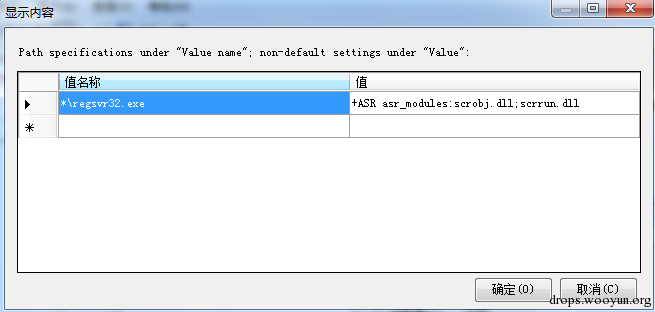 显示内容
Path specifications under "Value name"; non-default settings under "Value":
值名称 值
*\regsvr32.exe +ASR asr_modules:scrobj.dll;scrrun.dll
确定(O) 取消(C)
drops.wooyun.org